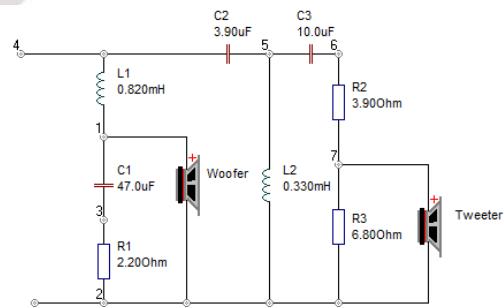 C2
3.90uF
C3
10.0uF
4
5
6
L1
0.820mH
R2
3.90Ohm
1
7
C1
47.0uF
+
Woofer
L2
0.330mH
3
R3
6.80Ohm
+
Tweeter
R1
2.20Ohm
2